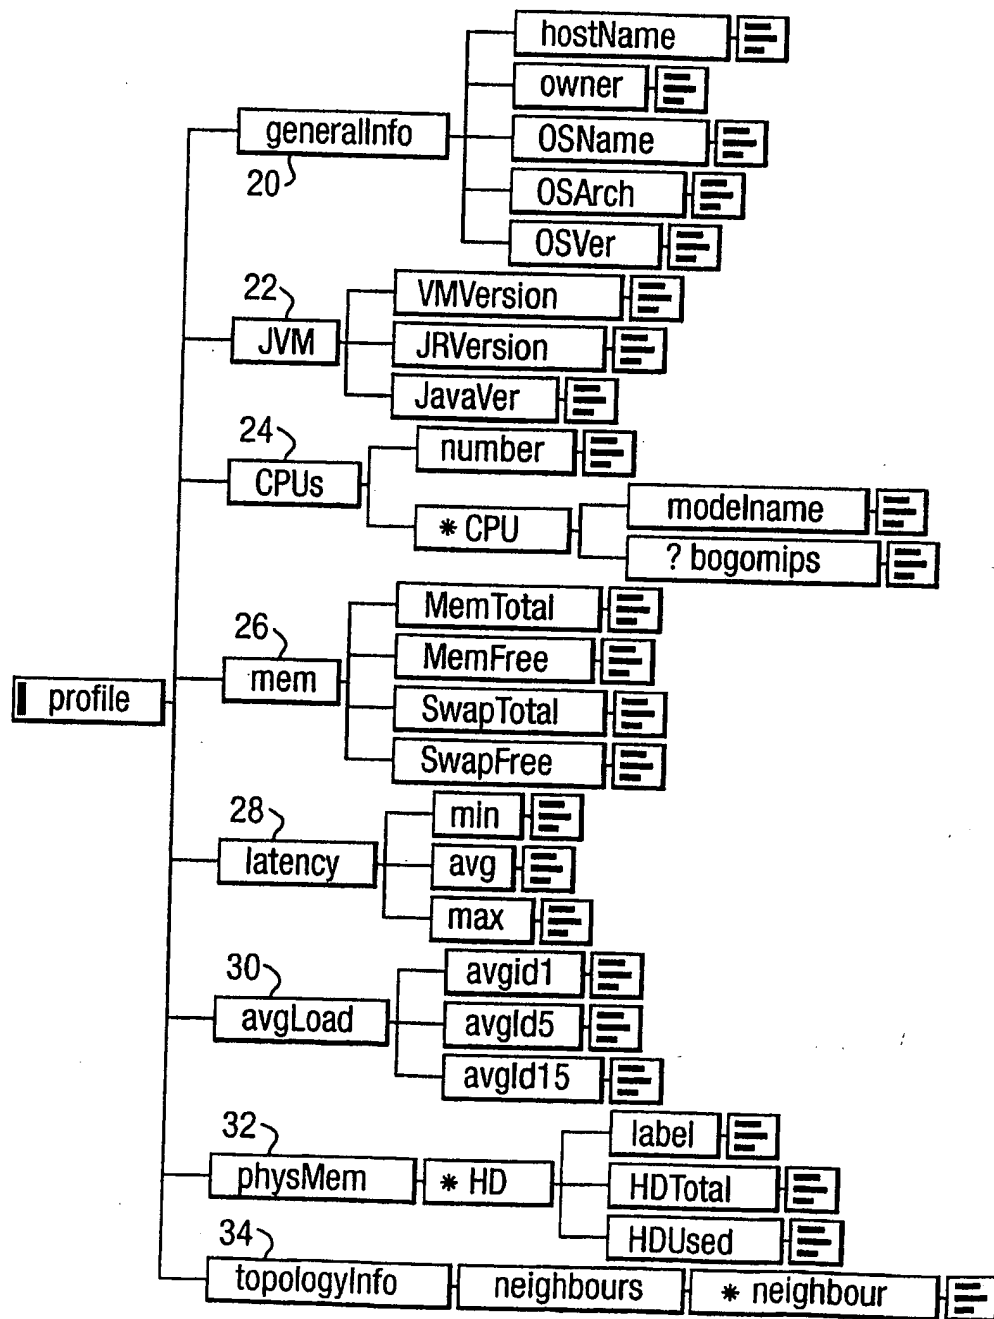 hostName
owner
generalInfo
OSName
20
OSArch
OSVer
22
VMVersion
JVM
JRVersion
JavaVer
24
number
CPUs
modelname
* CPU
? bogomips
MemTotal
26
MemFree
mem
profile
SwapTotal
SwapFree
28
min
latency
avg
max
30
avgid1
avgLoad
avgld5
avgld15
32
label
physMem
* HD
HDTotal
HDUsed
34
topologyInfo
neighbours
* neighbour